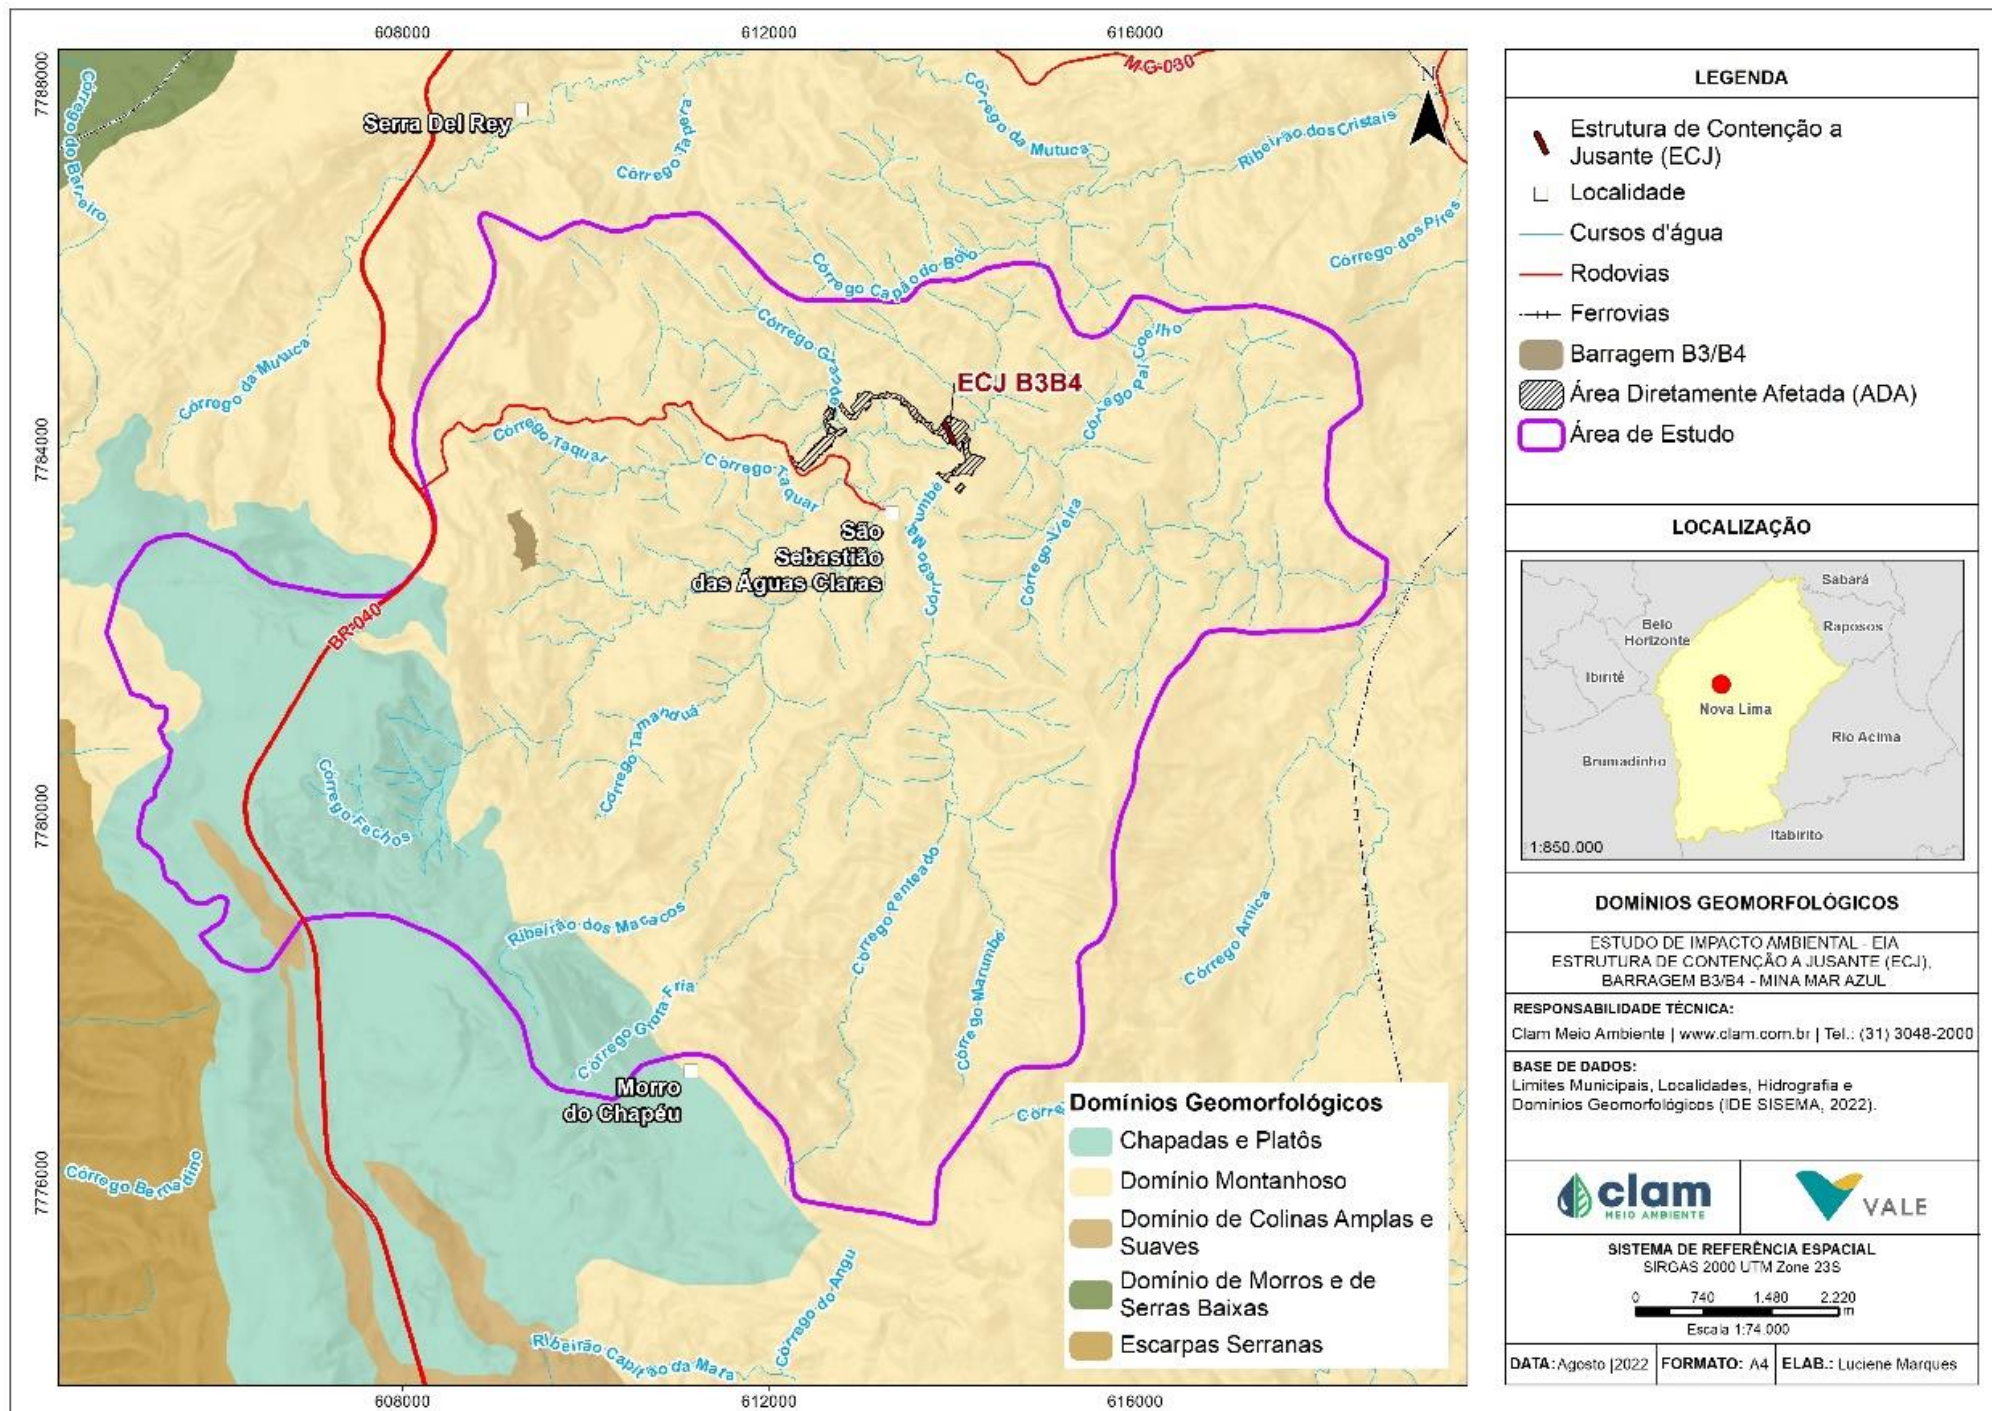 608000
612000
616000
7788000
7784000
7780000
7776000
MG-030
N
Serra Del Rey
Córrego do Barreiro
Córrego Tapera
Córrego da Mutuca
Ribeirão dos Cristais
Córrego dos Pires
Córrego Capão do Boi
Córrego da Mutuca
Córrego Pai Coelho
ECJ B3B4
Córrego Taquar
Córrego Taquar
Córrego Marumbé
Córrego Vieira
São
Sebastião
das Águas Claras
BR-040
Córrego Tamanduá
Córrego Fechos
Ribeirão dos Macacos
Córrego Penteado
Córrego Arnica
Córrego Marumbé
Córrego Grota Fria
Morro
do Chapéu
Córre
Córrego Bernadino
Córrego do Angu
Ribeirão Capitão da Mata
608000
612000
616000
Domínios Geomorfológicos
Chapadas e Platôs
Domínio Montanhoso
Domínio de Colinas Amplas e
Suaves
Domínio de Morros e de
Serras Baixas
Escarpas Serranas
LEGENDA
Estrutura de Contenção a
Jusante (ECJ)
Localidade
Cursos d'água
Rodovias
Ferrovias
Barragem B3/B4
Área Diretamente Afetada (ADA)
Área de Estudo
LOCALIZAÇÃO
Sabará
Belo
Horizonte
Raposos
Ibirité
Nova Lima
Rio Acima
Brumadinho
Itabirito
1:850.000
DOMÍNIOS GEOMORFOLÓGICOS
ESTUDO DE IMPACTO AMBIENTAL - EIA
ESTRUTURA DE CONTENÇÃO A JUSANTE (ECJ),
BARRAGEM B3/B4 - MINA MAR AZUL
RESPONSABILIDADE TÉCNICA:
Clam Meio Ambiente | www.clam.com.br | Tel.: (31) 3048-2000
BASE DE DADOS:
Limites Municipais, Localidades, Hidrografia e
Domínios Geomorfológicos (IDE SISEMA, 2022).
clam
MEIO AMBIENTE
VALE
SISTEMA DE REFERÊNCIA ESPACIAL
SIRGAS 2000 UTM Zone 23S
0 740 1.480 2.220
m
Escala 1:74.000
DATA: Agosto |2022
FORMATO: A4
ELAB.: Luciene Marques